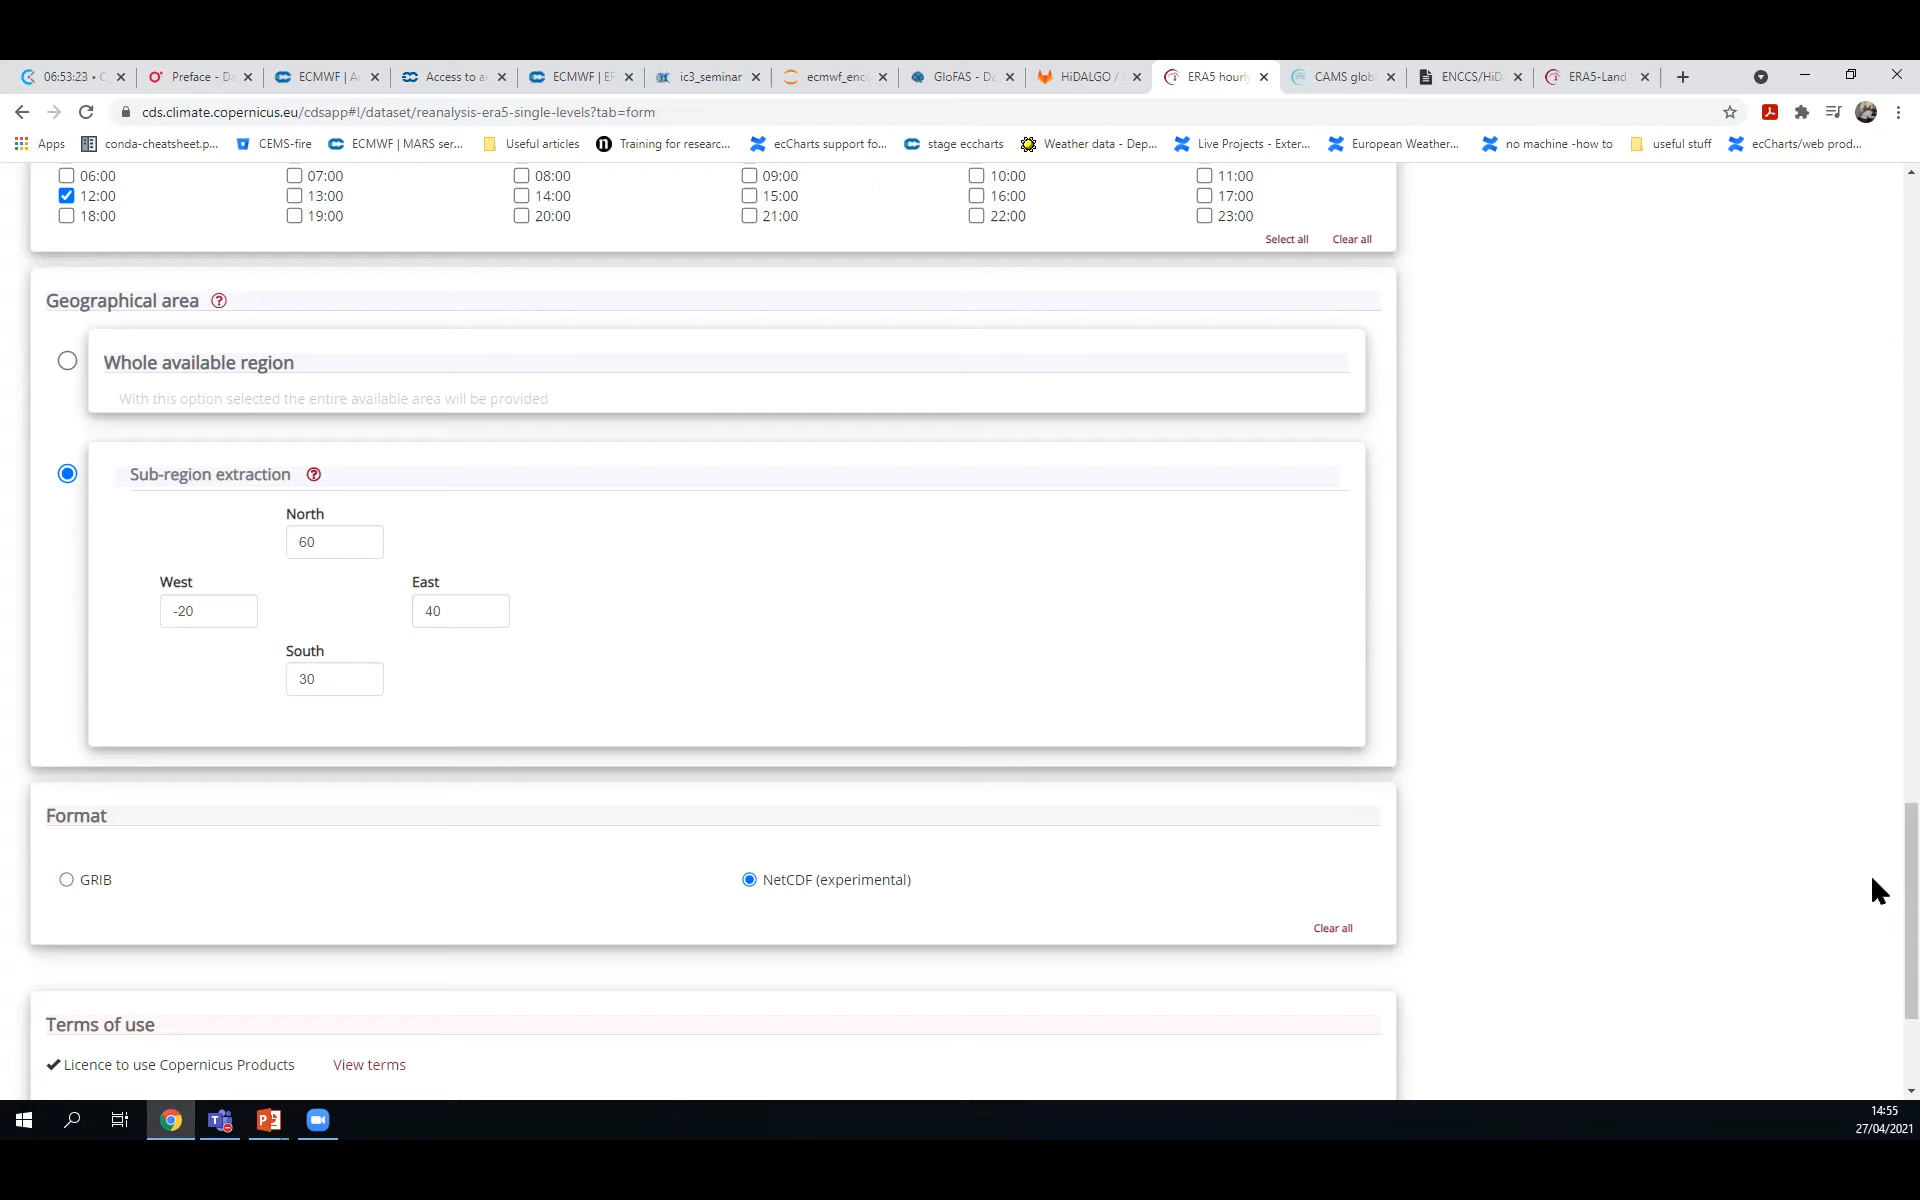 06:53:23 • C Preface - D ECMWF | A Access to a ECMWF | E ic3_seminar ecmwf_enc GloFAS - Da HiDALGO / ERA5 hourl CAMS glob ENCCS/HiD ERA5-Land
cds.climate.copernicus.eu/cdsapp#!/dataset/reanalysis-era5-single-levels?tab=form
Apps conda-cheatsheet.p... CEMS-fire ECMWF | MARS ser... Useful articles Training for researc... ecCharts support fo... stage eccharts Weather data - Dep... Live Projects - Exter... European Weather... no machine -how to useful stuff ecCharts/web prod...
06:00 07:00 08:00 09:00 10:00 11:00
12:00 13:00 14:00 15:00 16:00 17:00
18:00 19:00 20:00 21:00 22:00 23:00
Select all Clear all
Geographical area ?
Whole available region
With this option selected the entire available area will be provided
Sub-region extraction ?
North
60
West East
-20 40
South
30
Format
GRIB NetCDF (experimental)
Clear all
Terms of use
Licence to use Copernicus Products View terms
14:55
27/04/2021